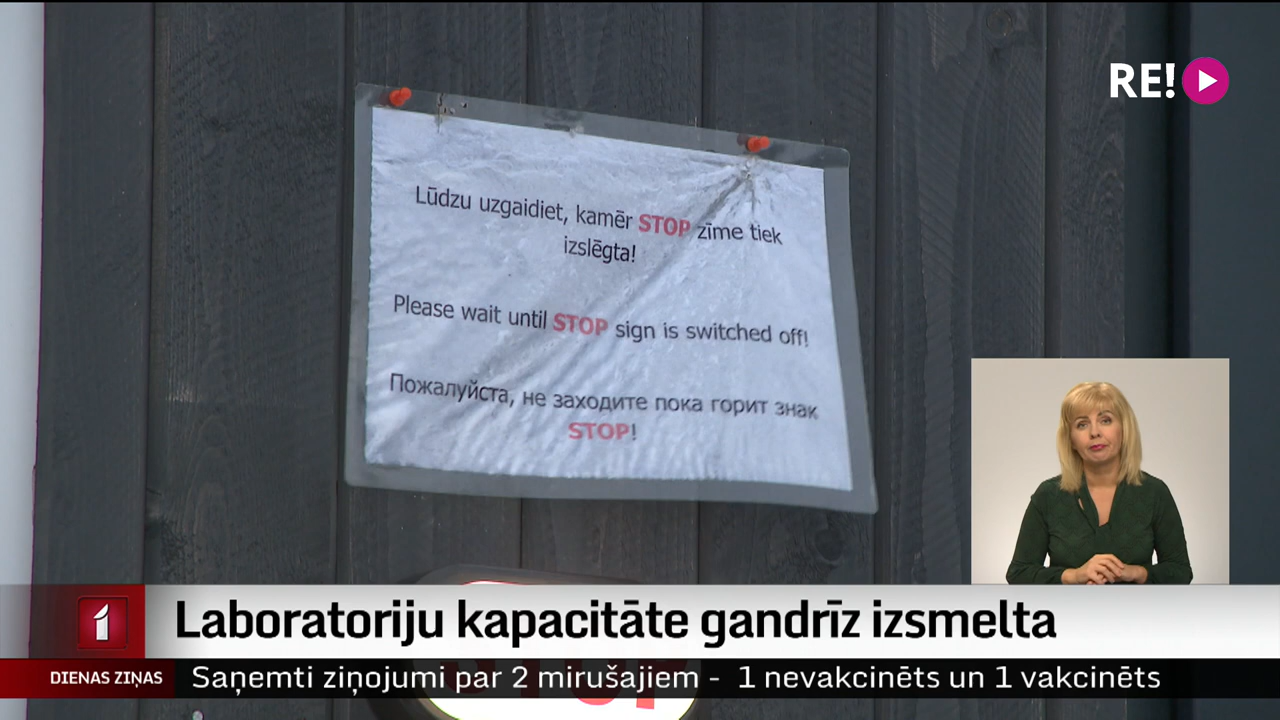 RE!
Lūdzu uzgaidiet, kamēr STOP zīme tiek
izslēgta!
Please wait until STOP sign is switched off!
Пожалуйста, не заходите пока горит знак
STOP!
1
Laboratoriju kapacitāte gandrīz izsmelta
STOP
DIENAS ZIŅAS
Saņemti ziņojumi par 2 mirušajiem - 1 nevakcinēts un 1 vakcinēts